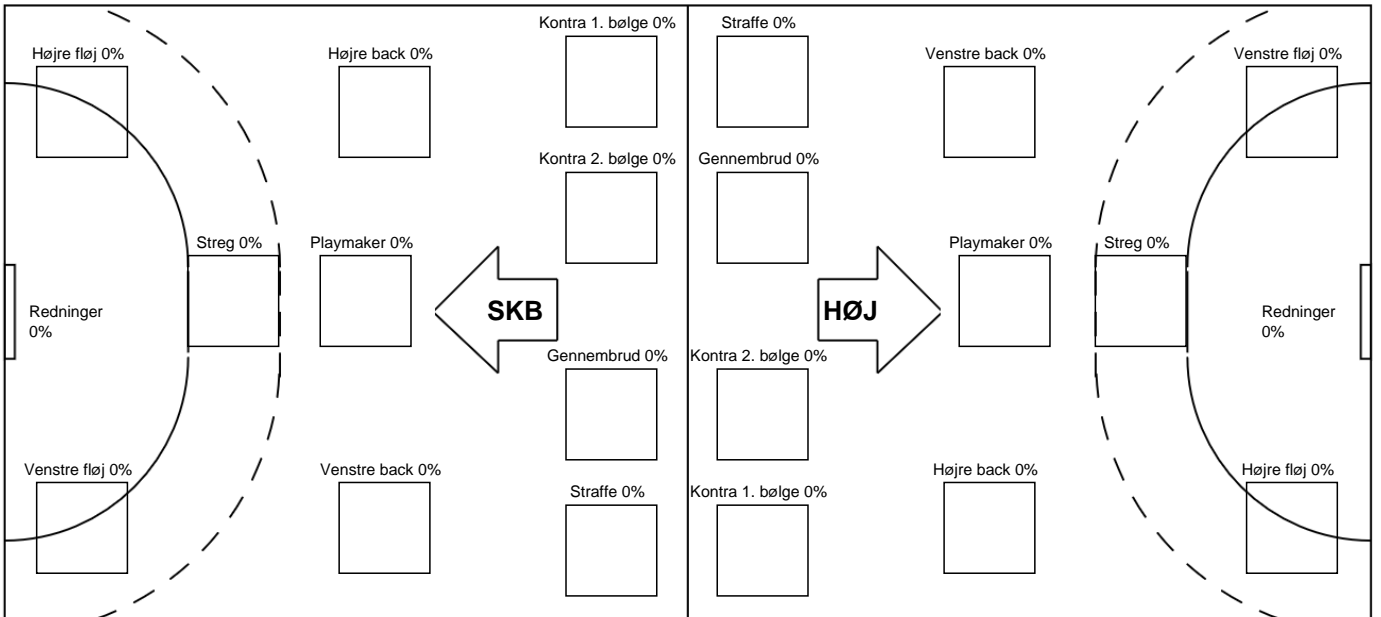 Kontra 1. bølge 0%
Straffe 0%
Højre fløj 0%
Højre back 0%
Venstre back 0%
Venstre fløj 0%
Kontra 2. bølge 0%
Gennembrud 0%
Streg 0%
Playmaker 0%
Playmaker 0%
Streg 0%
SKB
HØJ
Redninger
0%
Redninger
0%
Gennembrud 0%
Kontra 2. bølge 0%
Venstre fløj 0%
Venstre back 0%
Højre back 0%
Højre fløj 0%
Straffe 0%
Kontra 1. bølge 0%